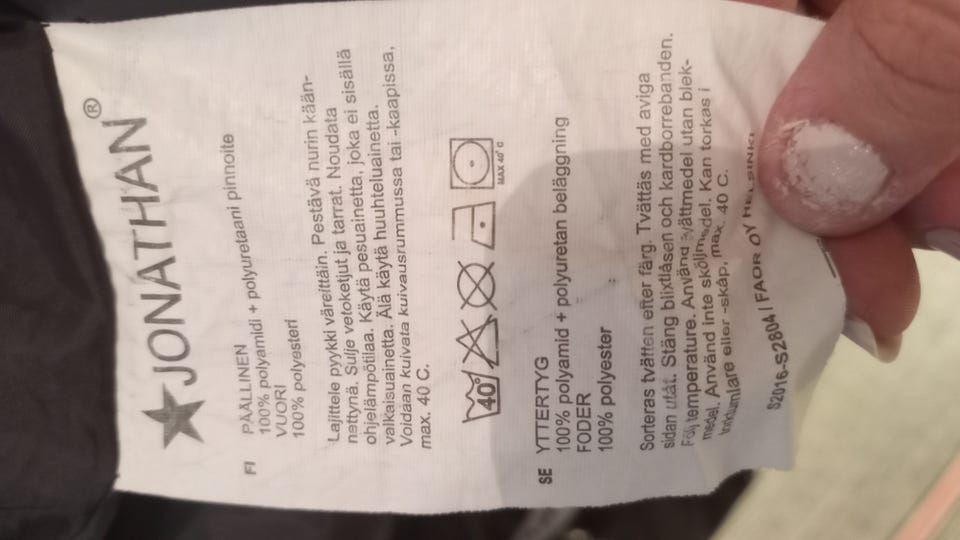 ★JONATHAN®
FI PÄÄLLINEN
100% polyamidi + polyuretaani pinnoite
VUORI
100% polyesteri
Lajittele pyykki väreittäin. Pestävä nurin kään-
nettynä. Sulje vetoketjut ja tarrat. Noudata
ohjelämpötilaa. Käytä pesuainetta, joka ei sisällä
valkaisuainetta. Älä käytä huuhteluainetta.
Voidaan kuivata kuivausrummussa tai -kaapissa,
max. 40 C.
40°
MAX 40°C
SE YTTERTYG
100% polyamid + polyuretan beläggning
FODER
100% polyester
Sorteras tvätten efter färg. Tvättas med aviga
sidan utåt. Stäng blixtlåsen och kardborrebanden.
Följ temperature. Använd tvättmedel utan blek-
medel. Använd inte sköljmedel. Kan torkas i
torktumlare eller -skåp, max. 40 C.
S2016-S2804 / FAOR OY HELSINKI